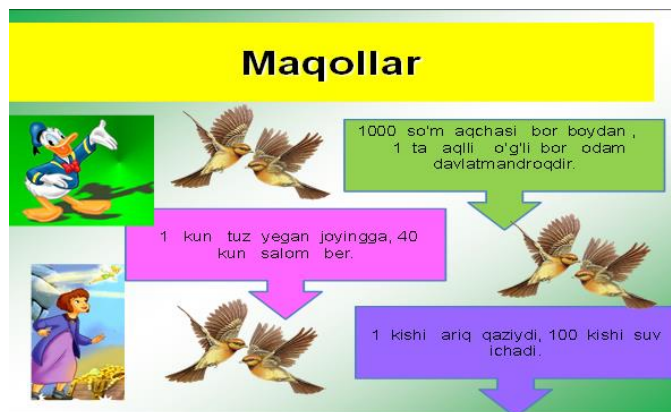 Maqollar
1000 so'm aqchasi bor boydan ,
1 ta aqlli o'g'li bor odam
davlatmandroqdir.
1 kun tuz yegan joyingga, 40
kun salom ber.
1 kishi ariq qaziydi, 100 kishi suv
ichadi.